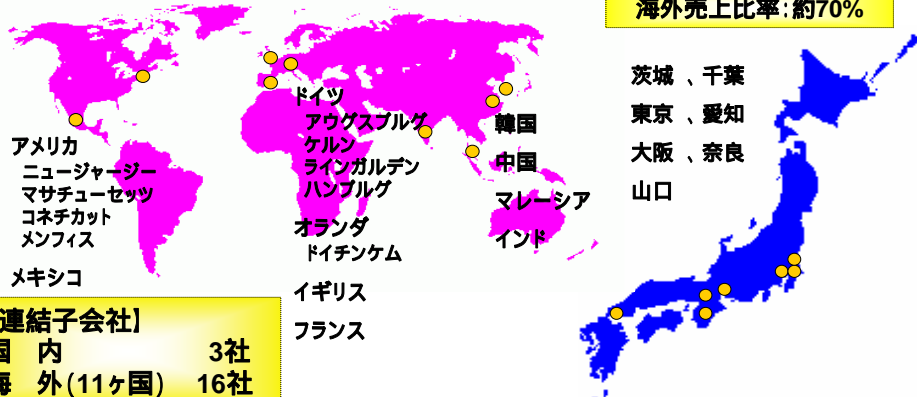 海外売上比率：約70%
茨城 、千葉
東京 、愛知
大阪 、奈良
山口
アメリカ
ニュージャージー
マサチューセッツ
コネチカット
メンフィス
メキシコ
ドイツ
アウグスブルグ
ケルン
ラインガルデン
ハンブルグ
オランダ
ドイチンケム
イギリス
フランス
韓国
中国
マレーシア
インド
連結子会社】
国 内 3社
海 外(11ヶ国) 16社